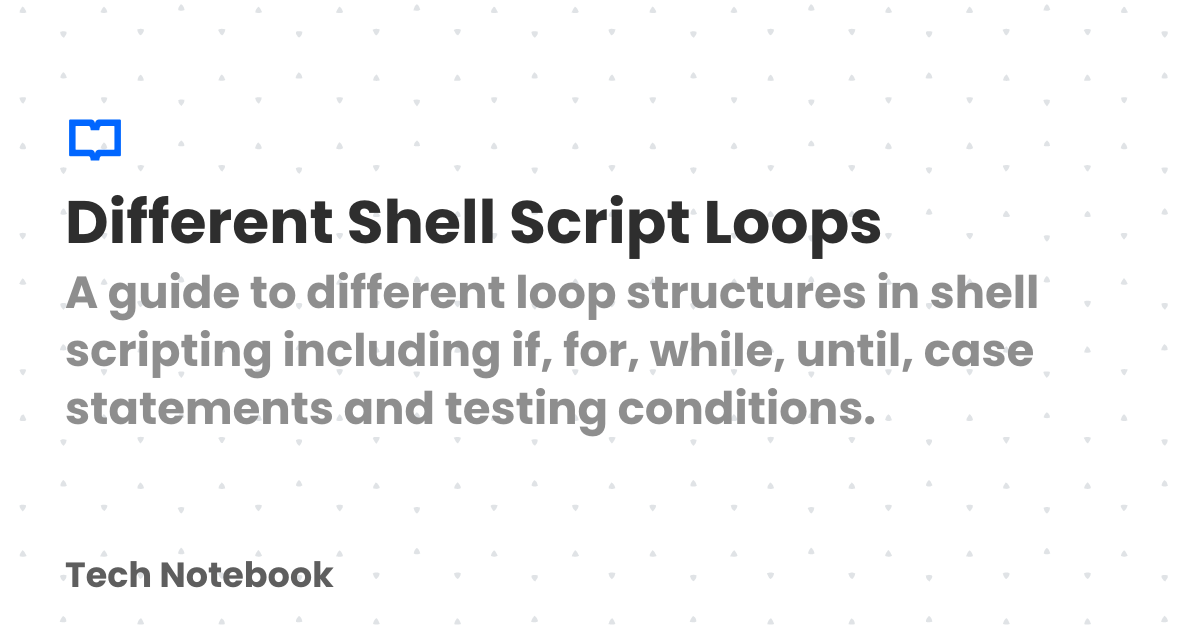 Different Shell Script Loops
A guide to different loop structures in shell
scripting including if, for, while, until, case
statements and testing conditions.
Tech Notebook